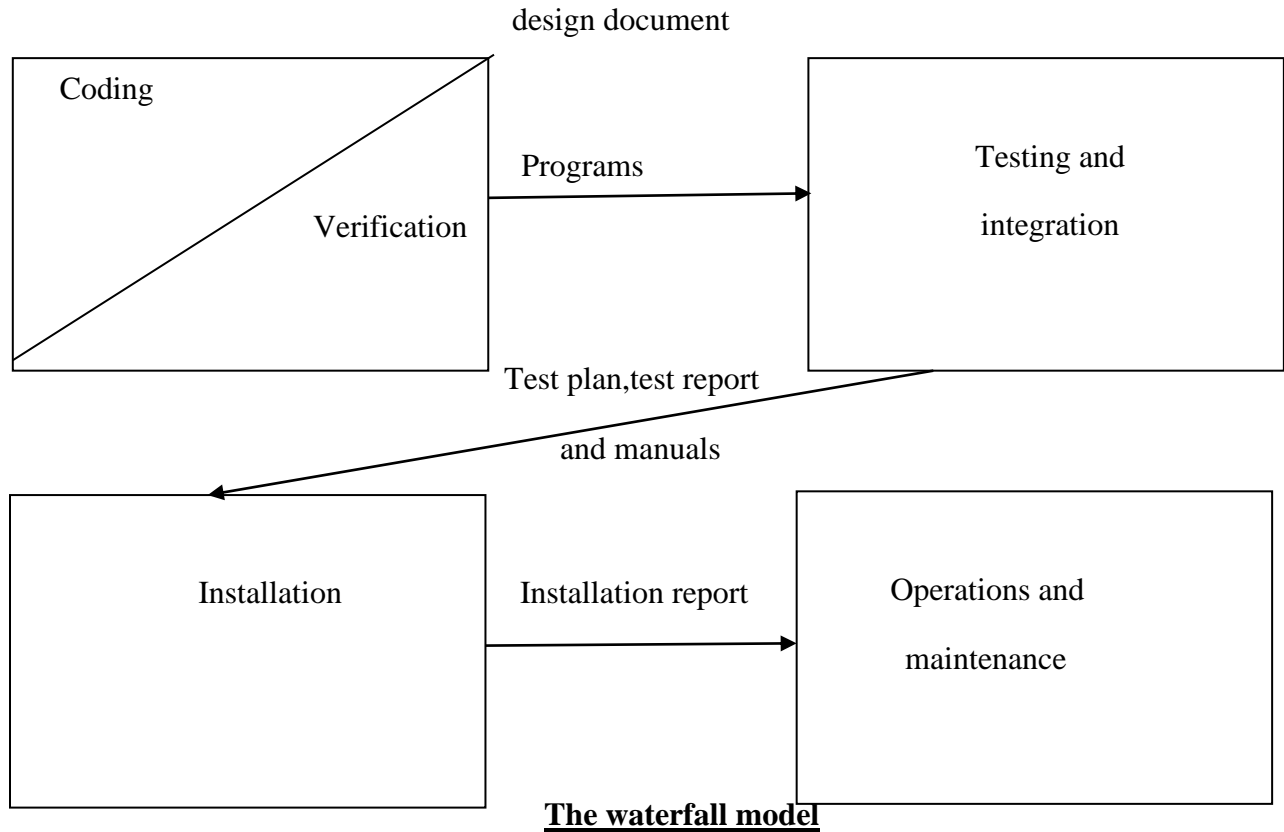 design document
Coding
Verification
Programs
Testing and
integration
Test plan,test report
and manuals
Installation
Installation report
Operations and
maintenance
The waterfall model